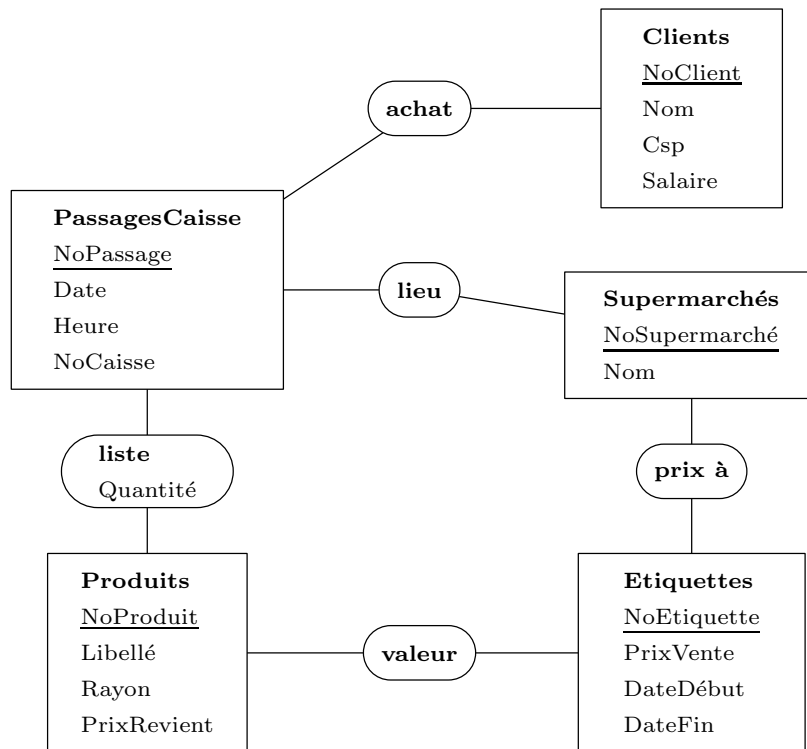 Clients
NoClient
Nom
Csp
Salaire
achat
PassagesCaisse
NoPassage
Date
Heure
NoCaisse
lieu
Supermarchés
NoSupermarché
Nom
liste
Quantité
prix à
Produits
NoProduit
Libellé
Rayon
PrixRevient
valeur
Etiquettes
NoEtiquette
PrixVente
DateDébut
DateFin